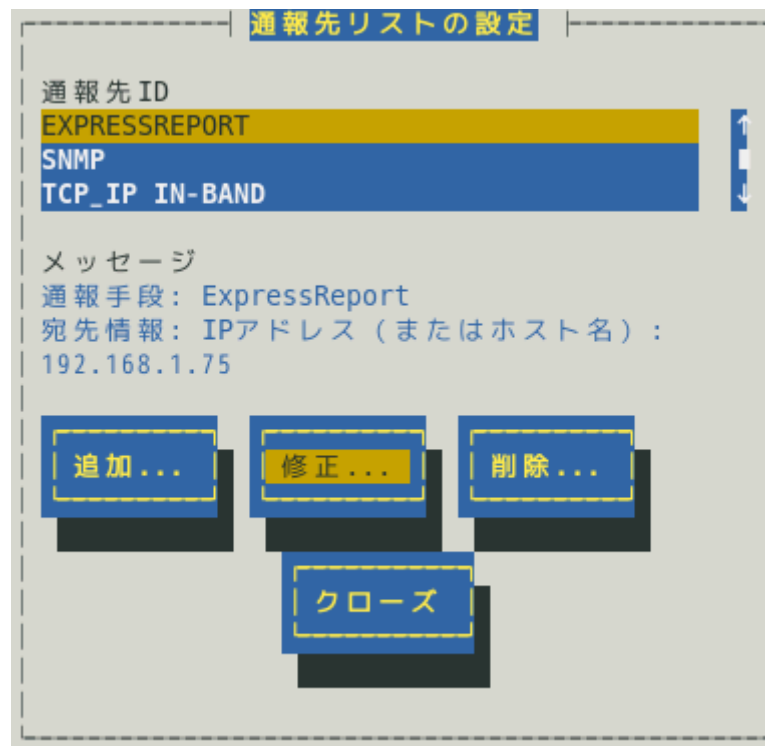 通報先リストの設定
通報先ID
EXPRESSREPORT
SNMP
TCP_IP IN-BAND
メッセージ
通報手段: ExpressReport
宛先情報: IPアドレス (またはホスト名) :
192.168.1.75
追加... 修正... 削除...
クローズ